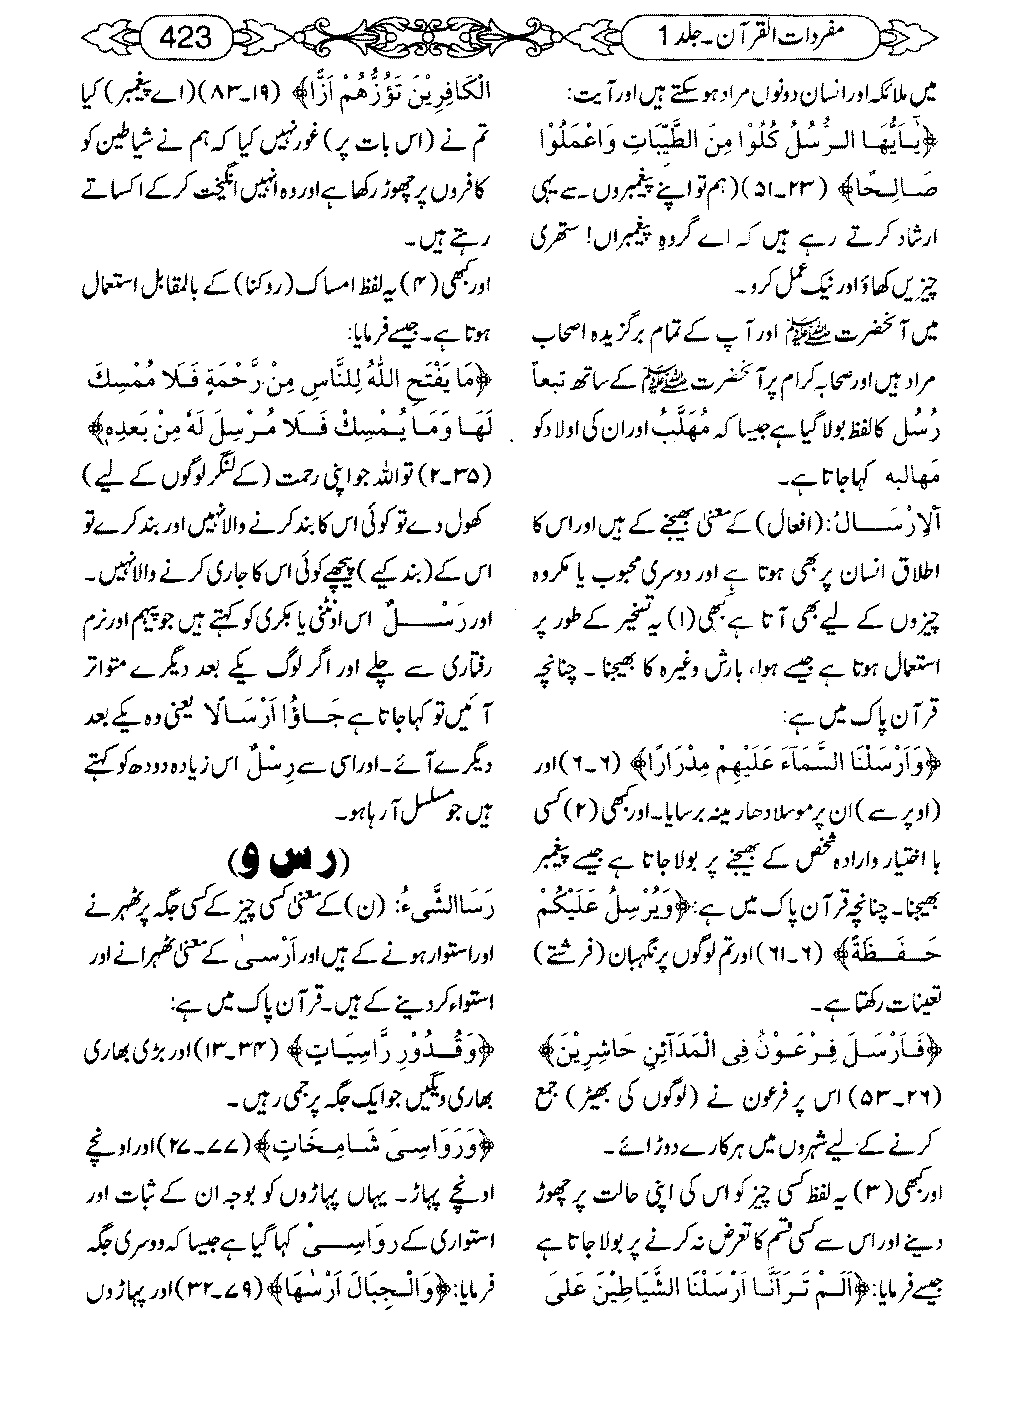 مفردات القرآن۔جلد 1
423
میں ملائکہ اور انسان دونوں مراد ہو سکتے ہیں اور آیت:
﴿يٰۤاَيُّهَا الرُّسُلُ كُلُوْا مِنَ الطَّيِّبَاتِ وَاعْمَلُوْا
صَالِحًا﴾ (۲۳۔۵۱)(ہم تو اپنے پیغمبروں۔سے یہی
ارشاد کرتے رہے ہیں کہ اے گروہِ پیغمبراں! ستھری
چیزیں کھاؤ اور نیک عمل کرو۔
میں آنحضرت ﷺ اور آپ کے تمام برگزیدہ اصحاب
مراد ہیں اور صحابہ کرام پر آنحضرت ﷺ کے ساتھ تبعاً
رُسُل کا لفظ بولا گیا ہے جیسا کہ مُهَلَّبُ اور ان کی اولاد کو
مَهالبه کہا جاتا ہے۔
اَلْاِرْسَالُ: (افعال) کے معنی بھیجنے کے ہیں اور اس کا
اطلاق انسان پر بھی ہوتا ہے اور دوسری محبوب یا مکروہ
چیزوں کے لیے بھی آتا ہے کبھی (۱) یہ تسخیر کے طور پر
استعمال ہوتا ہے جیسے ہوا، بارش وغیرہ کا بھیجنا۔ چنانچہ
قرآن پاک میں ہے:
﴿وَاَرْسَلْنَا السَّمَآءَ عَلَيْهِمْ مِدْرَارًا﴾ (۶۔۶) اور
(اوپر سے) ان پر موسلا دھار مینہ برسایا۔ اور کبھی (۲) کسی
با اختیار و ارادہ شخص کے بھیجنے پر بولا جاتا ہے جیسے پیغمبر
بھیجنا۔ چنانچہ قرآن پاک میں ہے: ﴿وَيُرْسِلُ عَلَيْكُمْ
حَفَظَةً﴾ (۶۔۶۱) اور تم لوگوں پر نگہبان (فرشتے)
تعینات رکھتا ہے۔
﴿فَاَرْسَلَ فِرْعَوْنُ فِى الْمَدَآئِنِ حَاشِرِيْنَ﴾
(۲۶۔۵۳) اس پر فرعون نے (لوگوں کی بھیڑ) جمع
کرنے کے لیے شہروں میں ہرکارے دوڑائے۔
اور کبھی (۳) یہ لفظ کسی چیز کو اس کی اپنی حالت پر چھوڑ
دینے اور اس سے کسی قسم کا تعرض نہ کرنے پر بولا جاتا ہے
جیسے فرمایا: ﴿اَلَمْ تَرَ اَنَّا اَرْسَلْنَا الشَّيَاطِيْنَ عَلىَ
الْكَافِرِيْنَ تَؤُزُّهُمْ اَزًّا﴾ (۱۹۔۸۳)(اے پیغمبر) کیا
تم نے (اس بات پر) غور نہیں کیا کہ ہم نے شیاطین کو
کافروں پر چھوڑ رکھا ہے اور وہ انہیں انگیخت کر کے اکساتے
رہتے ہیں۔
اور کبھی (۴) یہ لفظ امساک (روکنا) کے بالمقابل استعمال
ہوتا ہے۔ جیسے فرمایا:
﴿مَا يَفْتَحِ اللّٰهُ لِلنَّاسِ مِنْ رَّحْمَةٍ فَلَا مُمْسِكَ
لَهَا وَمَا يُمْسِكْ فَلَا مُرْسِلَ لَهٗ مِنْ بَعْدِهٖ﴾
(۳۵۔۲) تو اللہ جو اپنی رحمت (کے لنگر لوگوں کے لیے)
کھول دے تو کوئی اس کا بند کرنے والا نہیں اور بند کرے تو
اس کے (بند کیے) پیچھے کوئی اس کا جاری کرنے والا نہیں۔
اور رَسْلٌ اس اونٹنی یا بکری کو کہتے ہیں جو پیہم اور نرم
رفتاری سے چلے اور اگر لوگ یکے بعد دیگرے متواتر
آئیں تو کہا جاتا ہے جَاؤُا اَرْسَالًا یعنی وہ یکے بعد
دیگرے آئے۔ اور اسی سے رِسْلٌ اس زیادہ دودھ کو کہتے
ہیں جو مسلسل آ رہا ہو۔
(ر س و)
رَسَا الشَّىءُ: (ن) کے معنی کسی چیز کے کسی جگہ پر ٹھہرنے
اور استوار ہونے کے ہیں اور اَرْسیٰ کے معنی ٹھہرانے اور
استواء کر دینے کے ہیں۔ قرآن پاک میں ہے:
﴿وَقُدُوْرٍ رَّاسِيَاتٍ﴾ (۳۴۔۱۳) اور بڑی بھاری
بھاری دیگیں جو ایک جگہ پر جمی رہیں۔
﴿وَرَوَاسِىَ شَامِخَاتٍ﴾ (۷۷۔۲۷) اور اونچے
اونچے پہاڑ۔ یہاں پہاڑوں کو بوجہ ان کے ثبات اور
استواری کے رواسی کہا گیا ہے جیسا کہ دوسری جگہ
فرمایا: ﴿وَالْجِبَالَ اَرْسٰهَا﴾ (۷۹۔۳۲) اور پہاڑوں